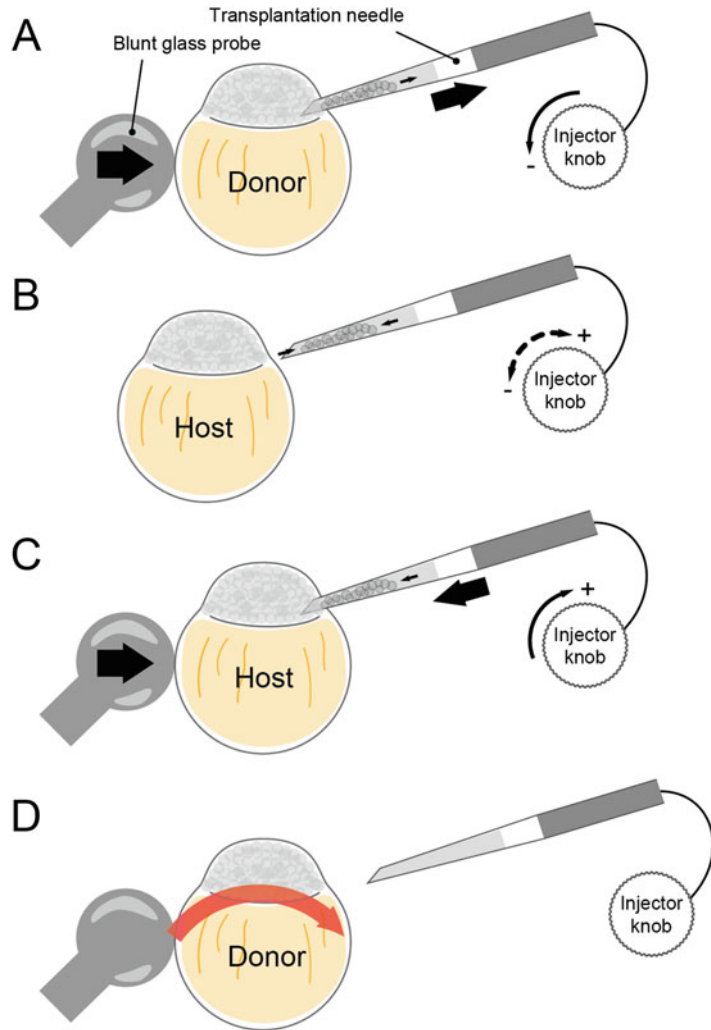 A
Transplantation needle
Blunt glass probe
Donor
Injector
knob
-
B
Host
+
-
Injector
knob
C
Host
+
Injector
knob
D
Donor
Injector
knob